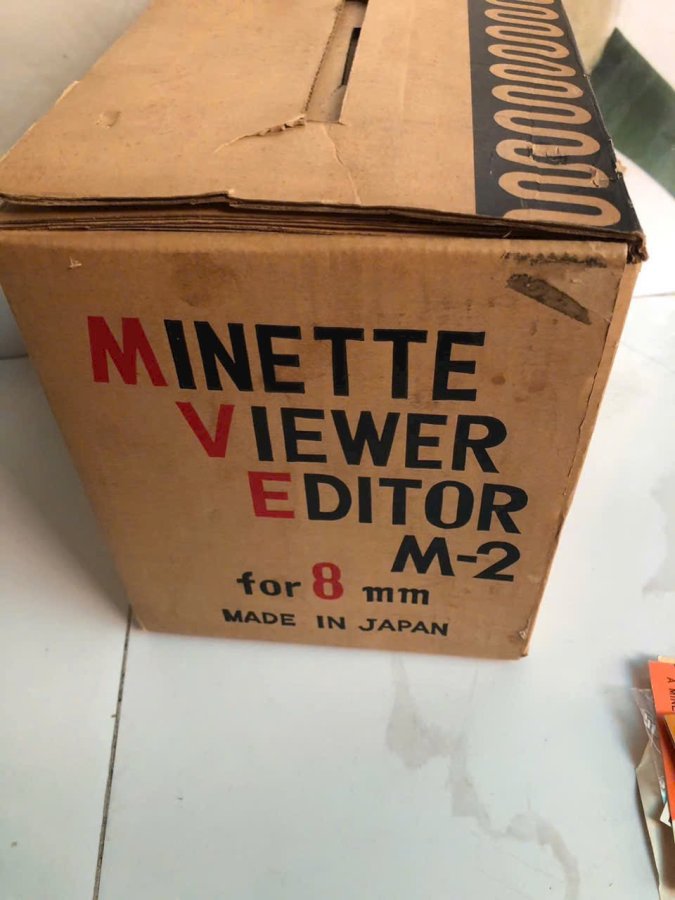 MINETTE
VIEWER
EDITOR
M-2
for 8 mm
MADE IN JAPAN